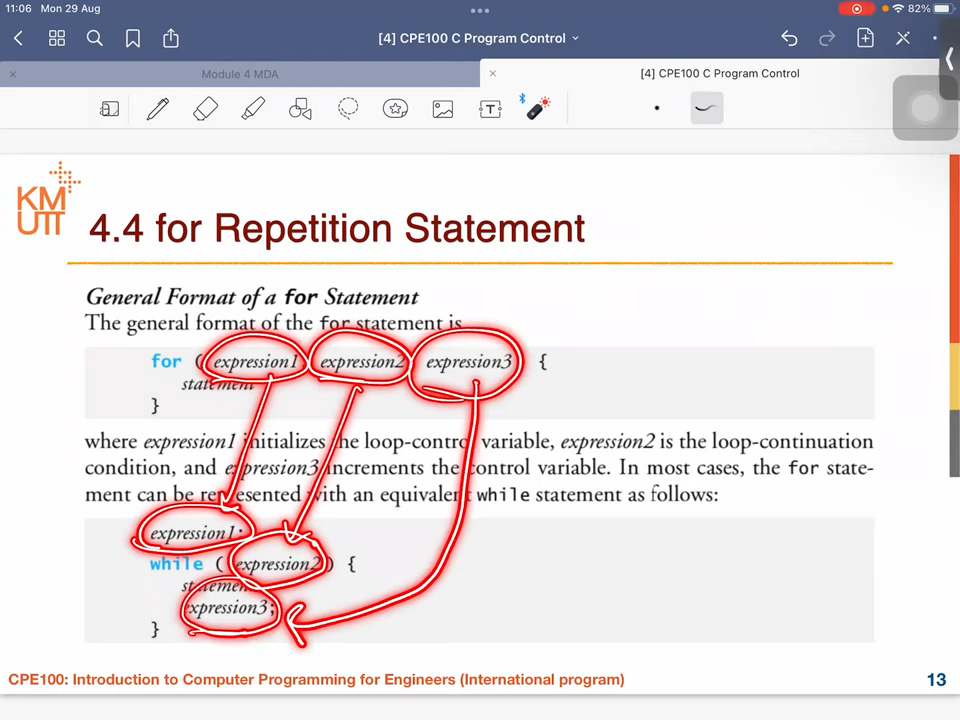 11:06 Mon 29 Aug
82%
[4] CPE100 C Program Control
Module 4 MDA
[4] CPE100 C Program Control
T
KM
UTT
4.4 for Repetition Statement
General Format of a for Statement
The general format of the for statement is
for ( expression1 expression2 expression3 ) {
statement
}
where expression1 initializes the loop-control variable, expression2 is the loop-continuation
condition, and expression3 increments the control variable. In most cases, the for state-
ment can be represented with an equivalent while statement as follows:
expression1;
while ( expression2 ) {
statement
expression3;
}
CPE100: Introduction to Computer Programming for Engineers (International program)
13